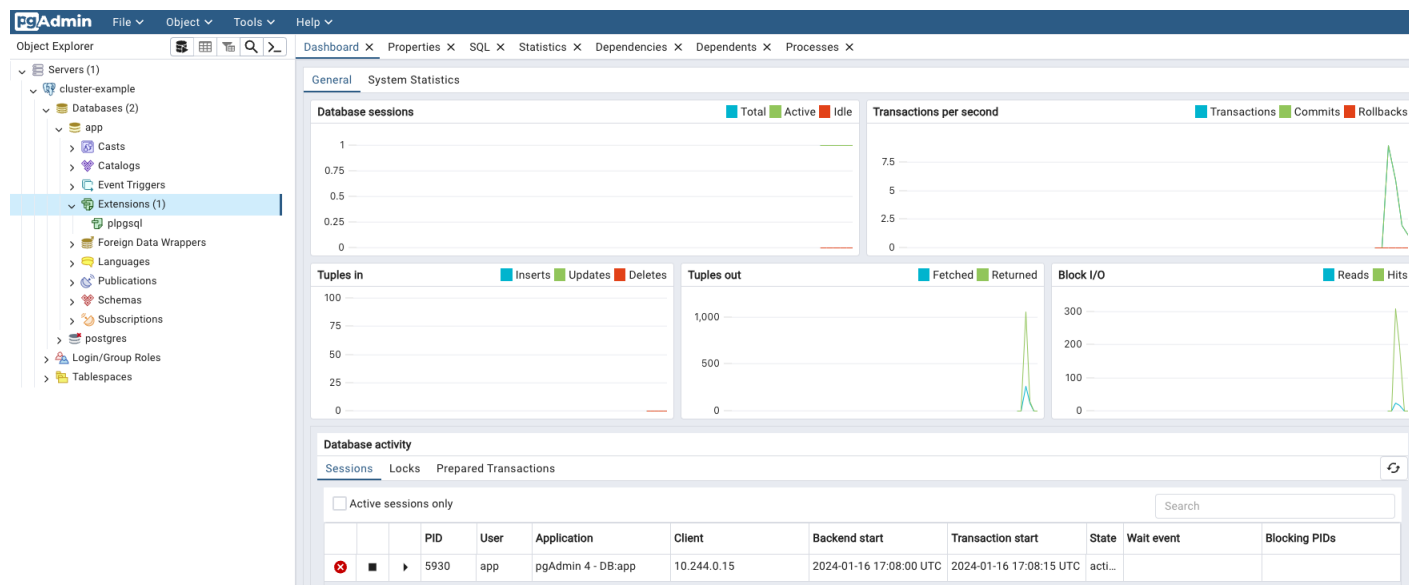 pgAdmin File Object Tools Help
Object Explorer
Dashboard Properties SQL Statistics Dependencies Dependents Processes
Servers (1)
cluster-example
Databases (2)
app
Casts
Catalogs
Event Triggers
Extensions (1)
plpgsql
Foreign Data Wrappers
Languages
Publications
Schemas
Subscriptions
postgres
Login/Group Roles
Tablespaces
General System Statistics
Database sessions Total Active Idle
1
0.75
0.5
0.25
0
Transactions per second Transactions Commits Rollbacks
7.5
5
2.5
0
Tuples in Inserts Updates Deletes
100
75
50
25
0
Tuples out Fetched Returned
1,000
500
0
Block I/O Reads Hits
300
200
100
0
Database activity
Sessions Locks Prepared Transactions
Active sessions only Search
PID User Application Client Backend start Transaction start State Wait event Blocking PIDs
5930 app pgAdmin 4 - DB:app 10.244.0.15 2024-01-16 17:08:00 UTC 2024-01-16 17:08:15 UTC acti...